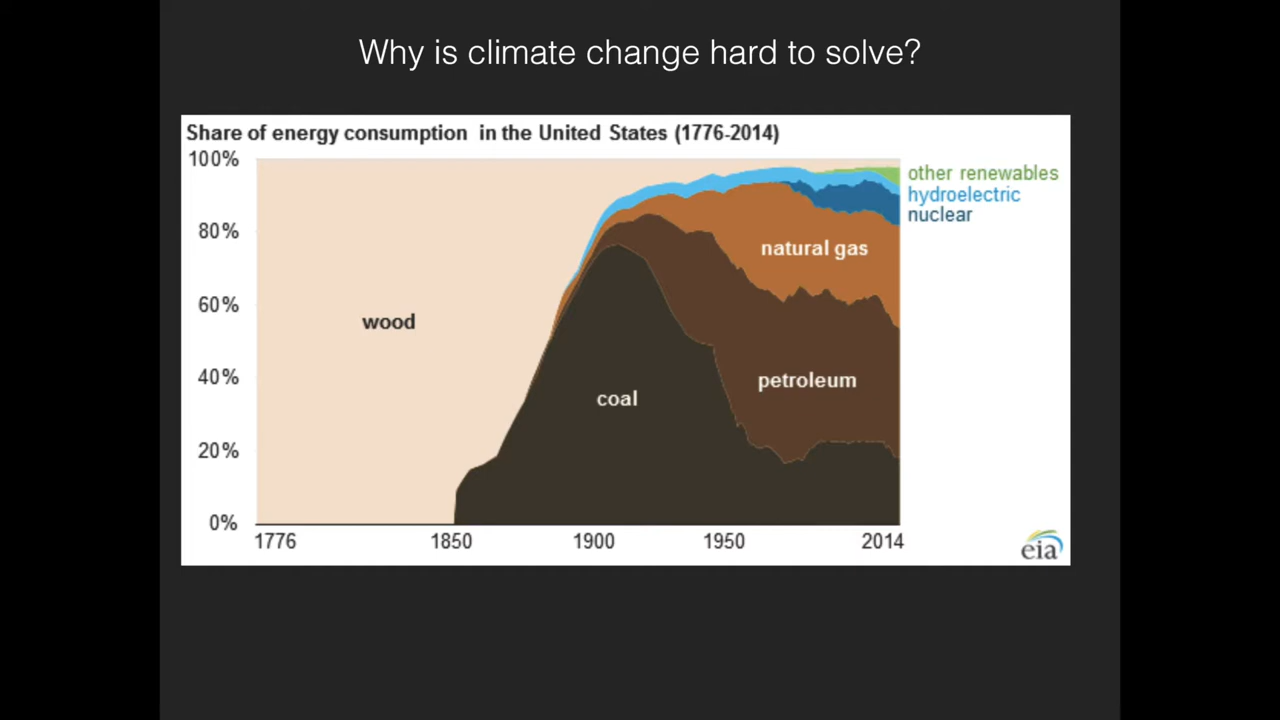 Why is climate change hard to solve?
Share of energy consumption in the United States (1776-2014)
100%
80%
60%
40%
20%
0%
other renewables
hydroelectric
nuclear
natural gas
wood
petroleum
coal
1776 1850 1900 1950 2014
eia